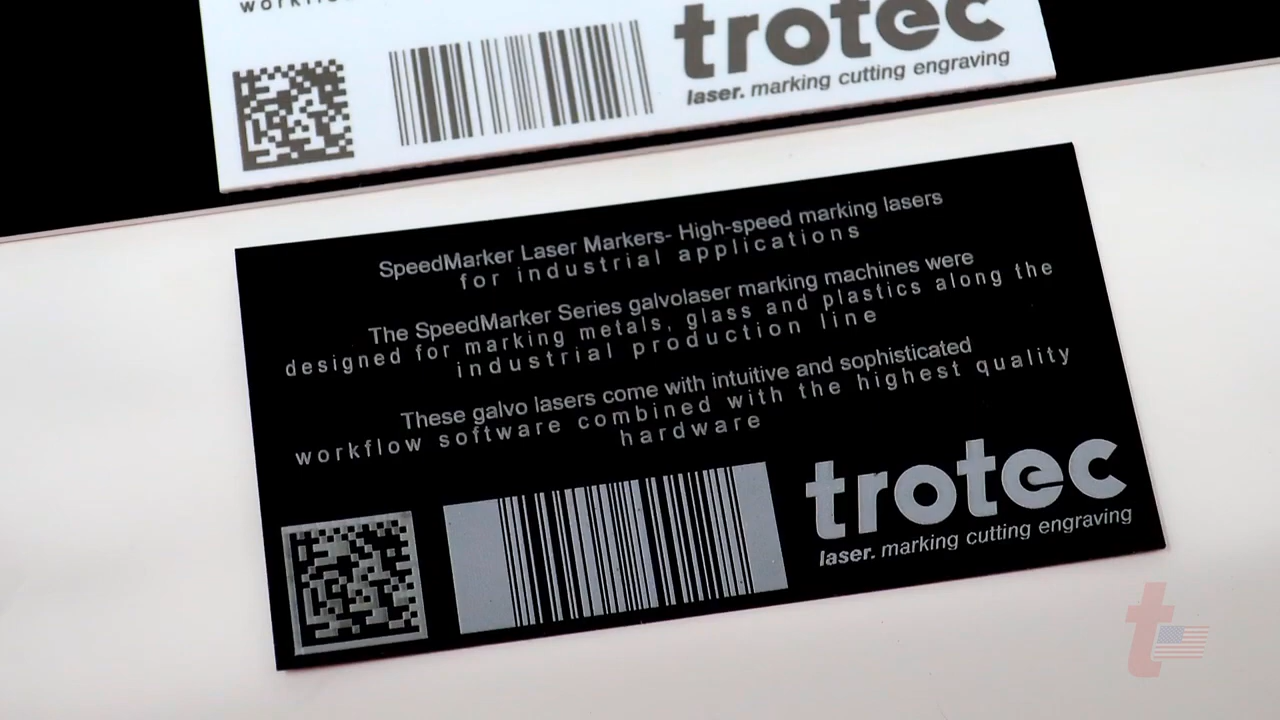 trotec
laser. marking cutting engraving
SpeedMarker Laser Markers- High-speed marking lasers
for industrial applications
The SpeedMarker Series galvolaser marking machines were
designed for marking metals, glass and plastics along the
industrial production line
These galvo lasers come with intuitive and sophisticated
workflow software combined with the highest quality
hardware
trotec
laser. marking cutting engraving
t